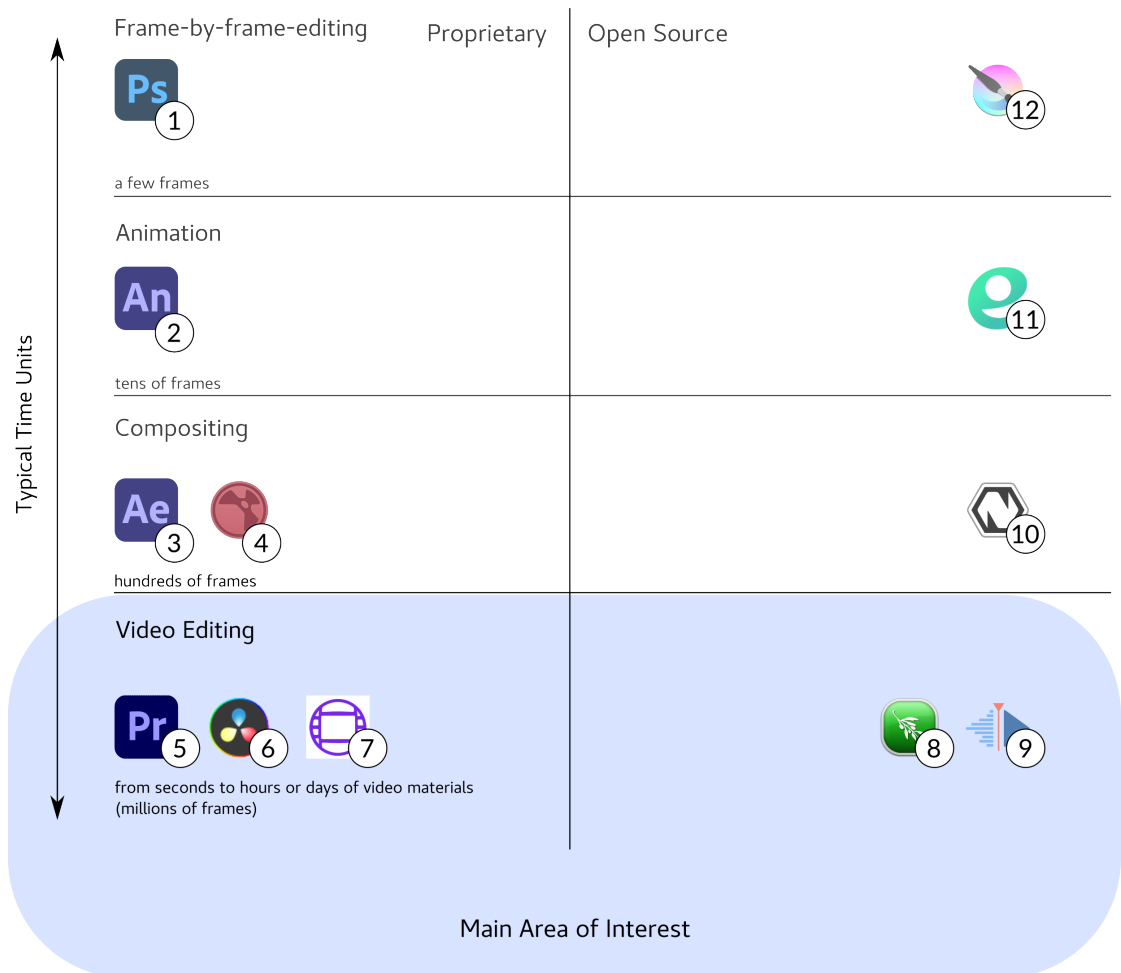 Frame-by-frame-editing
Proprietary
Open Source
Ps
1
12
a few frames
Animation
An
2
11
tens of frames
Typical Time Units
Compositing
Ae
3
4
10
hundreds of frames
Video Editing
Pr
5
6
7
8
9
from seconds to hours or days of video materials
(millions of frames)
Main Area of Interest